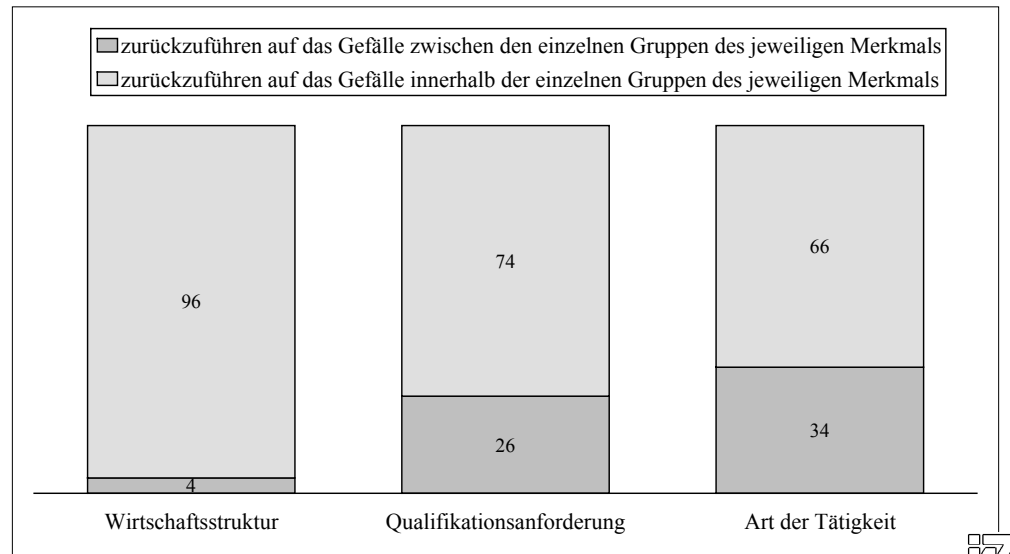 zurückzuführen auf das Gefälle zwischen den einzelnen Gruppen des jeweiligen Merkmals
zurückzuführen auf das Gefälle innerhalb der einzelnen Gruppen des jeweiligen Merkmals
96
74
66
4
26
34
Wirtschaftsstruktur
Qualifikationsanforderung
Art der Tätigkeit